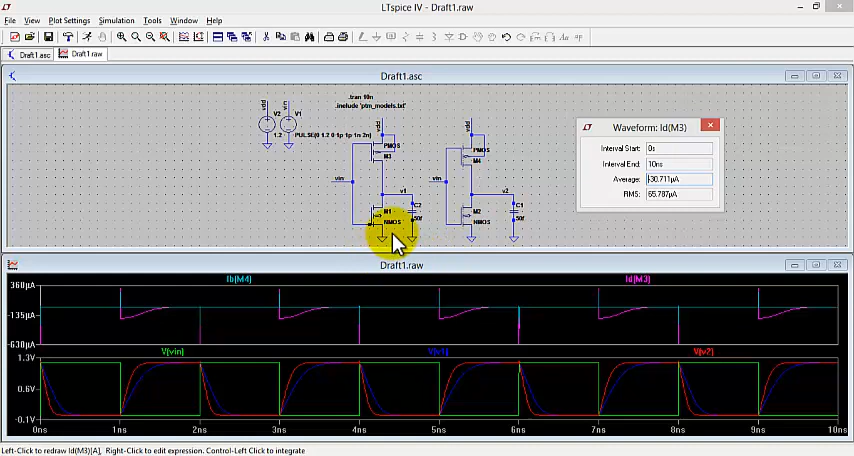 LTspice IV - Draft1.raw
File View Plot Settings Simulation Tools Window Help
Draft1.asc Draft1.raw
Draft1.asc
.tran 10n
.include 'ptm_models.txt'
vdd vin vdd vdd
V2 V1
1.2 PULSE(0 1.2 0 1p 1p 1n 2n)
PMOS PMOS
M3 M4
vin vin
v1 v2
M1 C2 M2 C1
NMOS 50f NMOS 50f
Waveform: Id(M3)
Interval Start: 0s
Interval End: 10ns
Average: -30.711µA
RMS: 65.787µA
Draft1.raw
Ib(M4) Id(M3)
360µA
-135µA
-630µA
V(vin) V(v1) V(v2)
1.3V
0.6V
-0.1V
0ns 1ns 2ns 3ns 4ns 5ns 6ns 7ns 8ns 9ns 10ns
Left-Click to redraw Id(M3)[A], Right-Click to edit expression. Control-Left Click to integrate